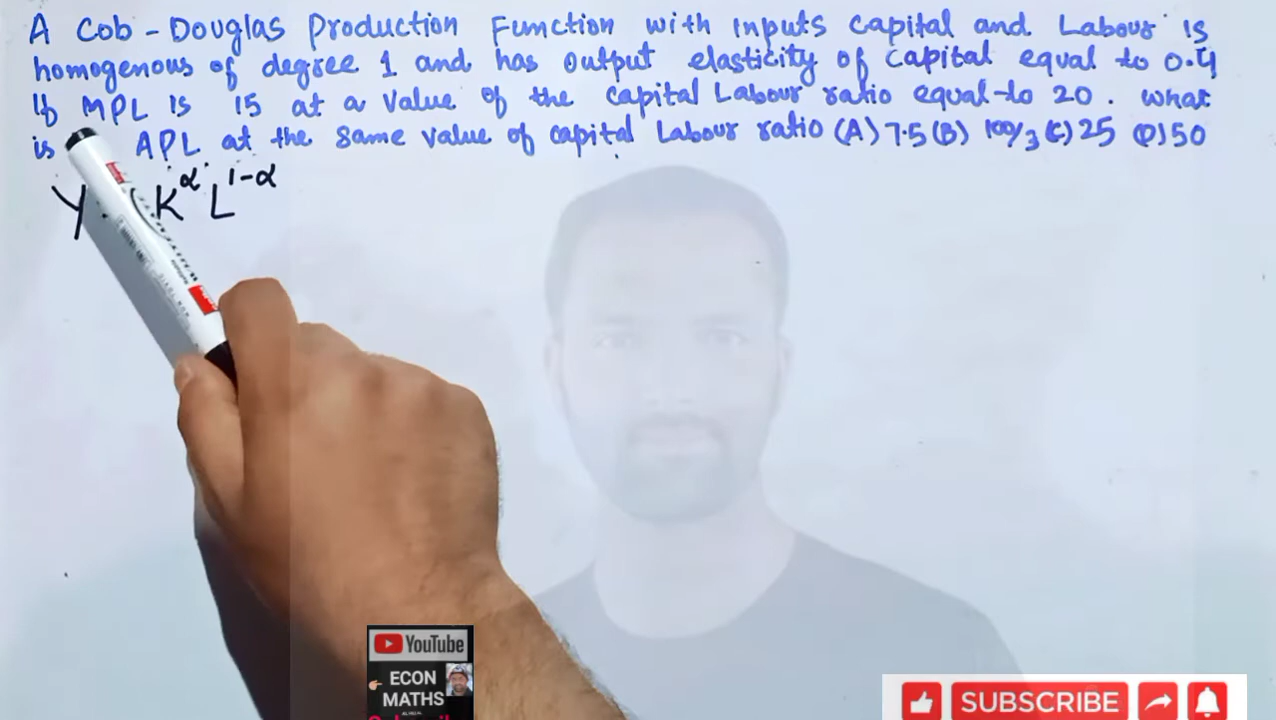 A Cob-Douglas Production Function with Inputs Capital and Labour is
homogenous of degree 1 and has output elasticity of capital equal to 0.4
If MPL is 15 at a value of the capital Labour ratio equal to 20. what
is APL at the same value of capital Labour ratio (A) 7.5 (B) 100/3 (C) 25 (D) 50
Y K^α L^1-α
YouTube
ECON
MATHS
SUBSCRIBE